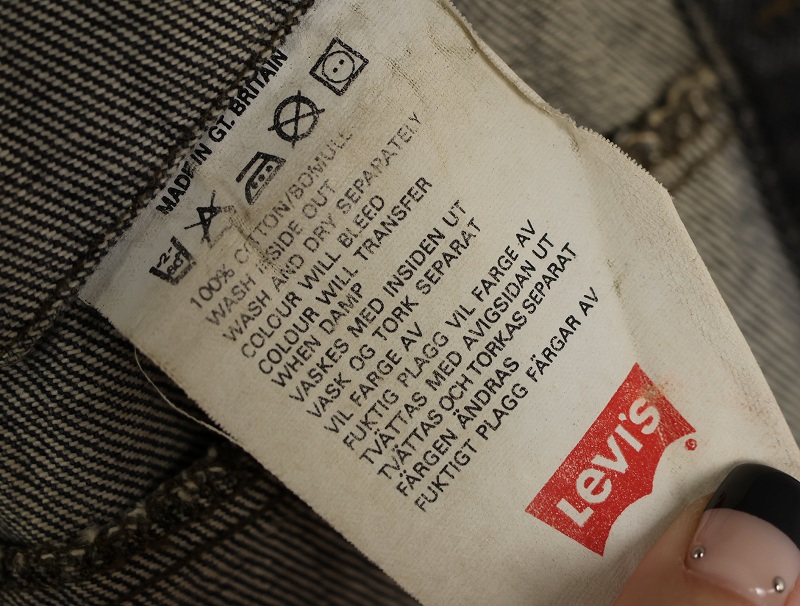 MADE IN GT. BRITAIN
100% COTTON/BOMULL
WASH INSIDE OUT
WASH AND DRY SEPARATELY
COLOUR WILL BLEED
COLOUR WILL TRANSFER
WHEN DAMP
VASKES MED INSIDEN UT
VASK OG TORK SEPARAT
VIL FARGE AV
FUKTIG PLAGG VIL FARGE AV
TVÄTTAS MED AVIGSIDAN UT
TVÄTTAS OCH TORKAS SEPARAT
FÄRGEN ÄNDRAS
FUKTIGT PLAGG FÄRGAR AV
Levi's ®